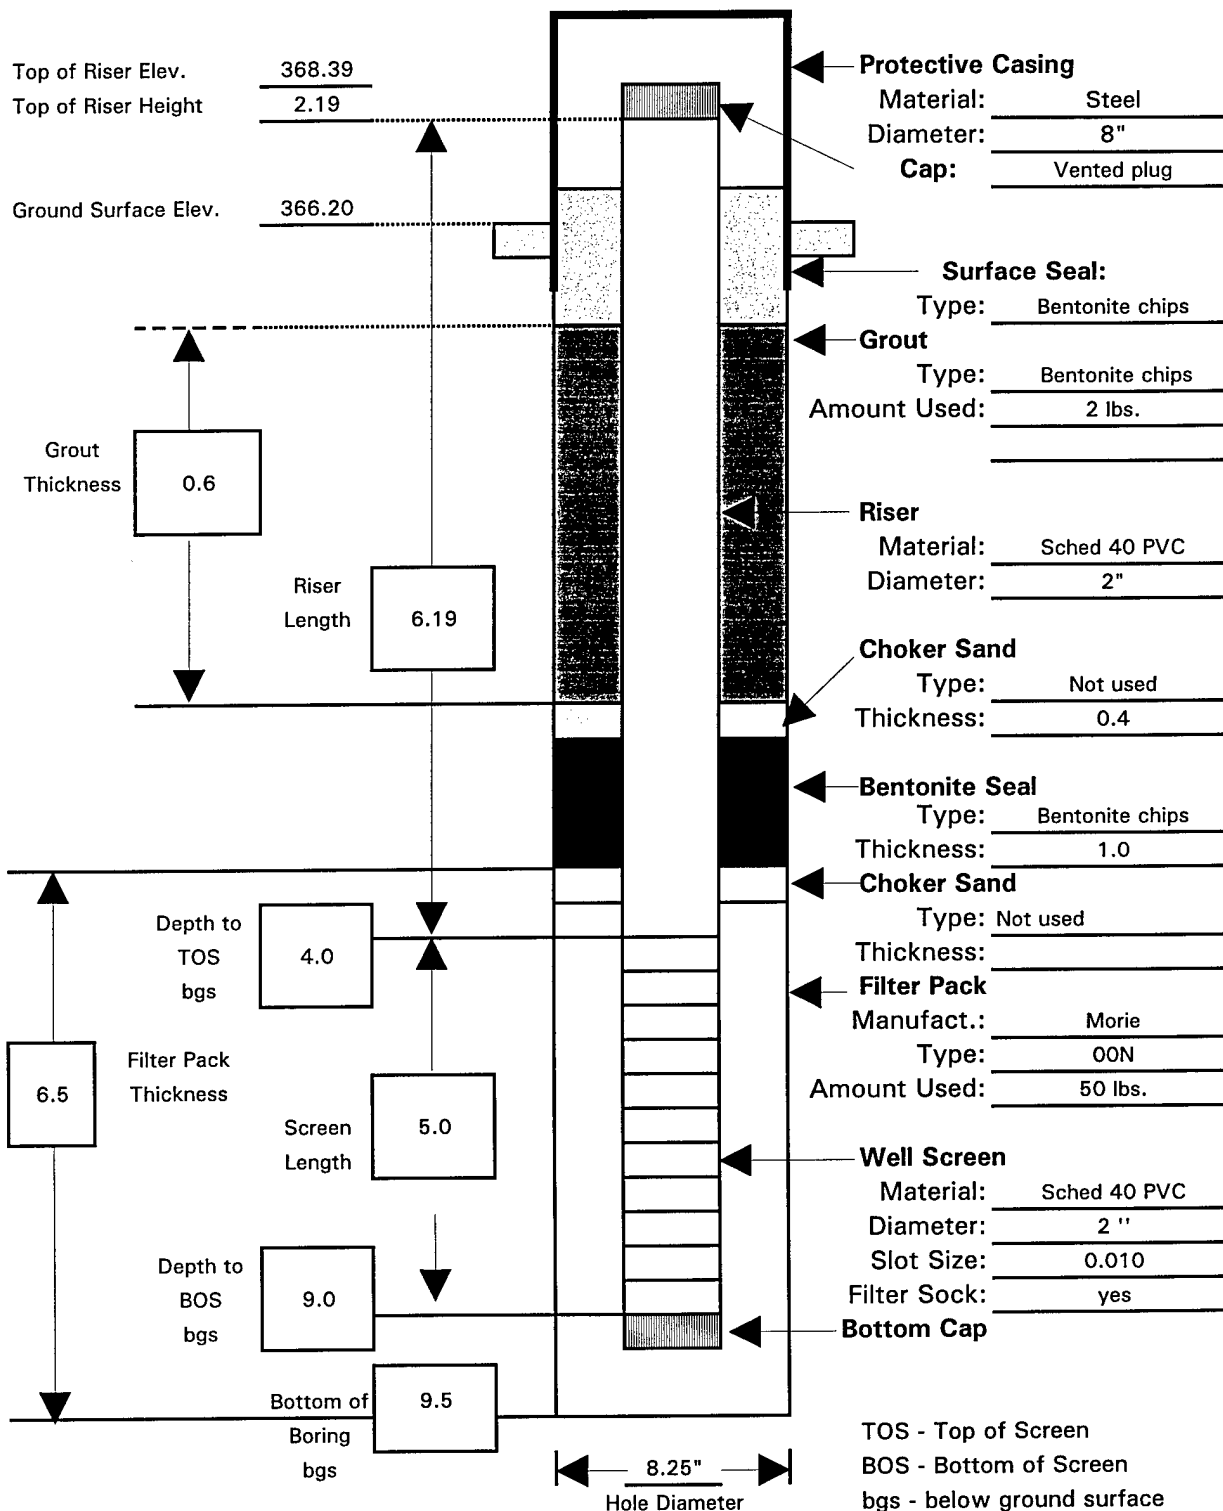 Top of Riser Elev. 368.39
Top of Riser Height 2.19
Ground Surface Elev. 366.20
Protective Casing
Material: Steel
Diameter: 8"
Cap: Vented plug
Surface Seal:
Type: Bentonite chips
Grout
Type: Bentonite chips
Amount Used: 2 lbs.
Grout
Thickness
0.6
Riser
Length
6.19
Riser
Material: Sched 40 PVC
Diameter: 2"
Choker Sand
Type: Not used
Thickness: 0.4
Bentonite Seal
Type: Bentonite chips
Thickness: 1.0
Choker Sand
Type: Not used
Thickness:
Depth to
TOS
bgs
4.0
Filter Pack
Manufact.: Morie
Type: 00N
Amount Used: 50 lbs.
6.5
Filter Pack
Thickness
Screen
Length
5.0
Well Screen
Material: Sched 40 PVC
Diameter: 2 ''
Slot Size: 0.010
Filter Sock: yes
Bottom Cap
Depth to
BOS
bgs
9.0
Bottom of
Boring
bgs
9.5
8.25"
Hole Diameter
TOS - Top of Screen
BOS - Bottom of Screen
bgs - below ground surface